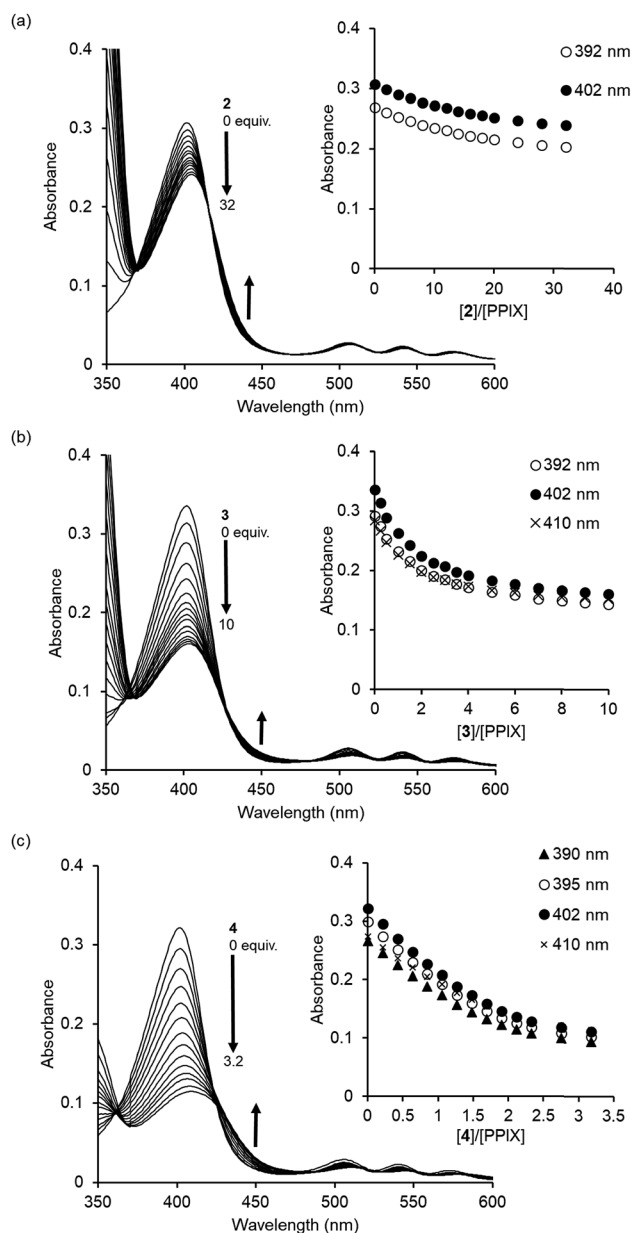 (a)
0.4
0.3
0.2
0.1
0
Absorbance
2
0 equiv.
32
350 400 450 500 550 600
Wavelength (nm)
0.4
0.3
0.2
0.1
0
Absorbance
392 nm
402 nm
0 10 20 30 40
[2]/[PPIX]
(b)
0.4
0.3
0.2
0.1
0
Absorbance
3
0 equiv.
10
350 400 450 500 550 600
Wavelength (nm)
0.4
0.3
0.2
0.1
0
Absorbance
392 nm
402 nm
410 nm
0 2 4 6 8 10
[3]/[PPIX]
(c)
0.4
0.3
0.2
0.1
0
Absorbance
4
0 equiv.
3.2
350 400 450 500 550 600
Wavelength (nm)
0.4
0.3
0.2
0.1
0
Absorbance
390 nm
395 nm
402 nm
410 nm
0 0.5 1 1.5 2 2.5 3 3.5
[4]/[PPIX]